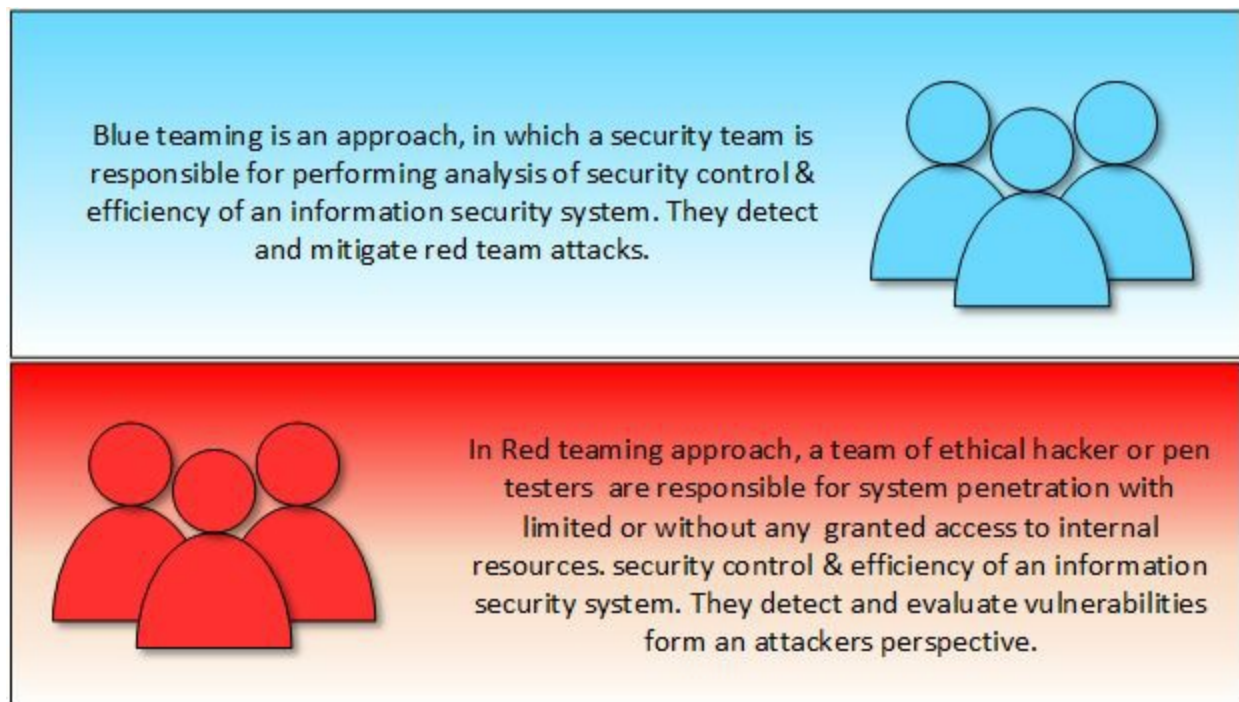 Blue teaming is an approach, in which a security team is
responsible for performing analysis of security control &
efficiency of an information security system. They detect
and mitigate red team attacks.
In Red teaming approach, a team of ethical hacker or pen
testers are responsible for system penetration with
limited or without any granted access to internal
resources. security control & efficiency of an information
security system. They detect and evaluate vulnerabilities
form an attackers perspective.